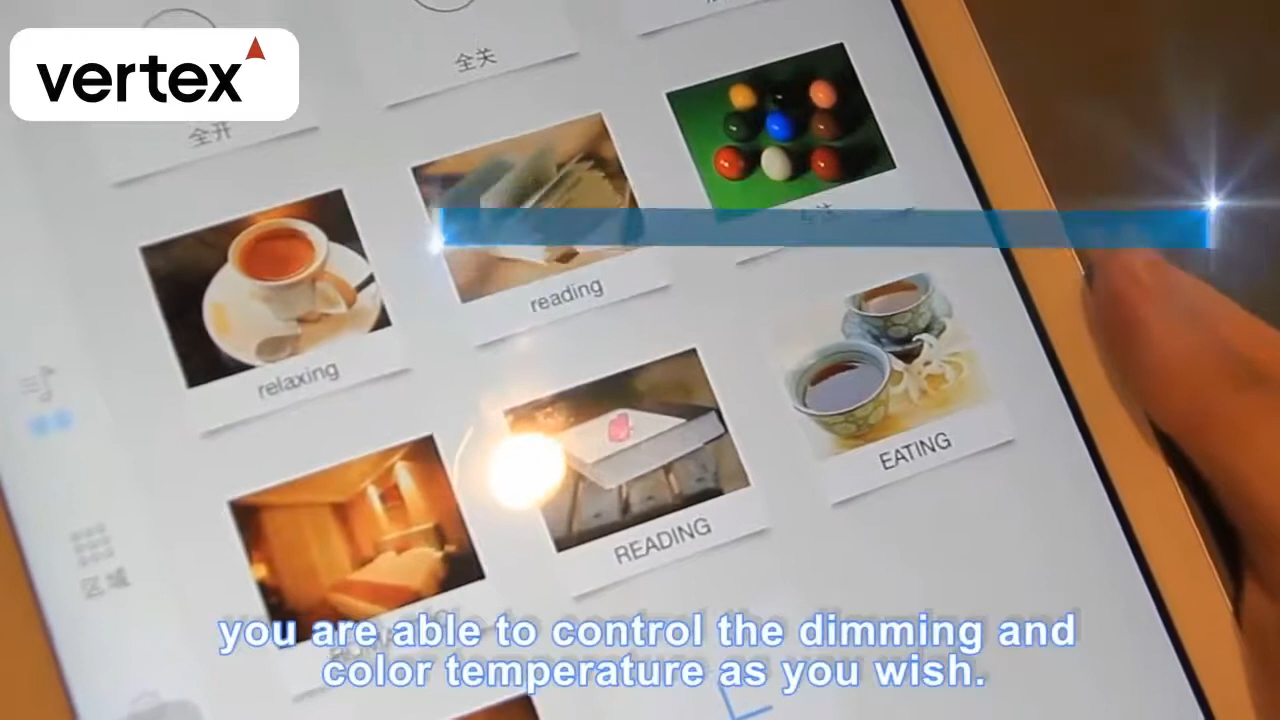 vertex
全关
全开
reading
relaxing
EATING
READING
区域
you are able to control the dimming and
color temperature as you wish.